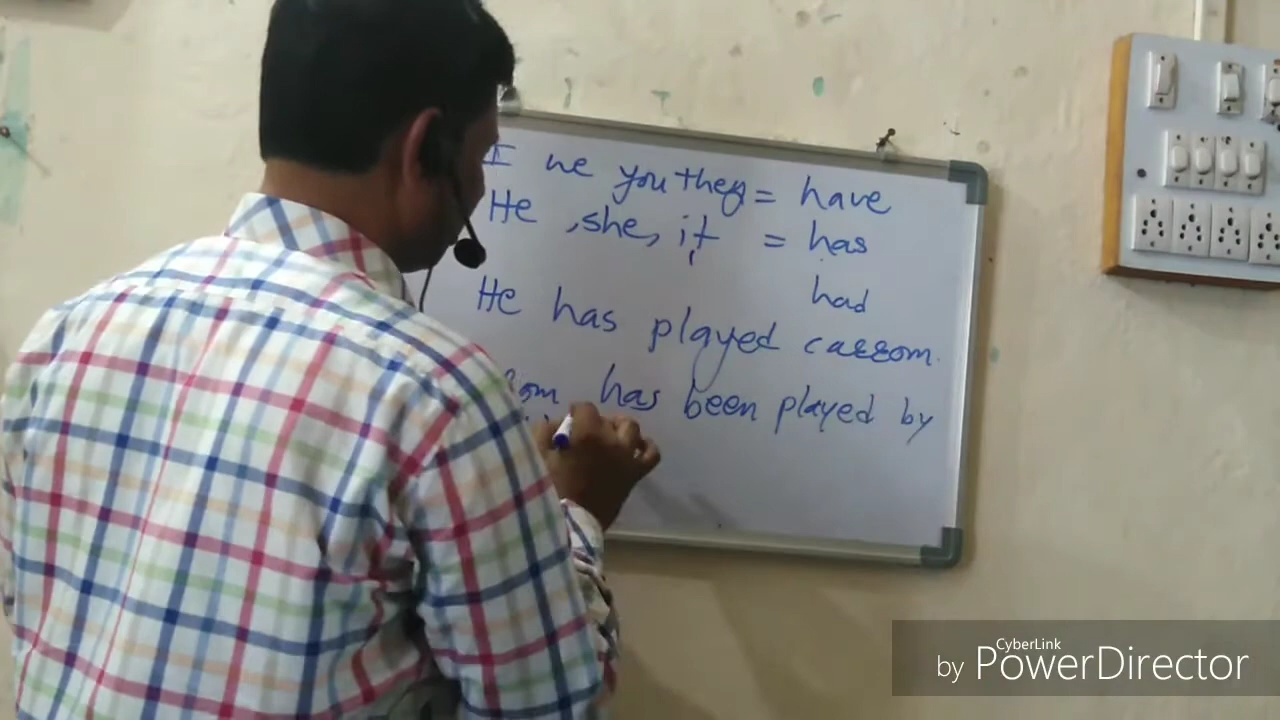 I we you they = have
He , she, it = has
had
He has played carrom.
has been played by
CyberLink
by PowerDirector